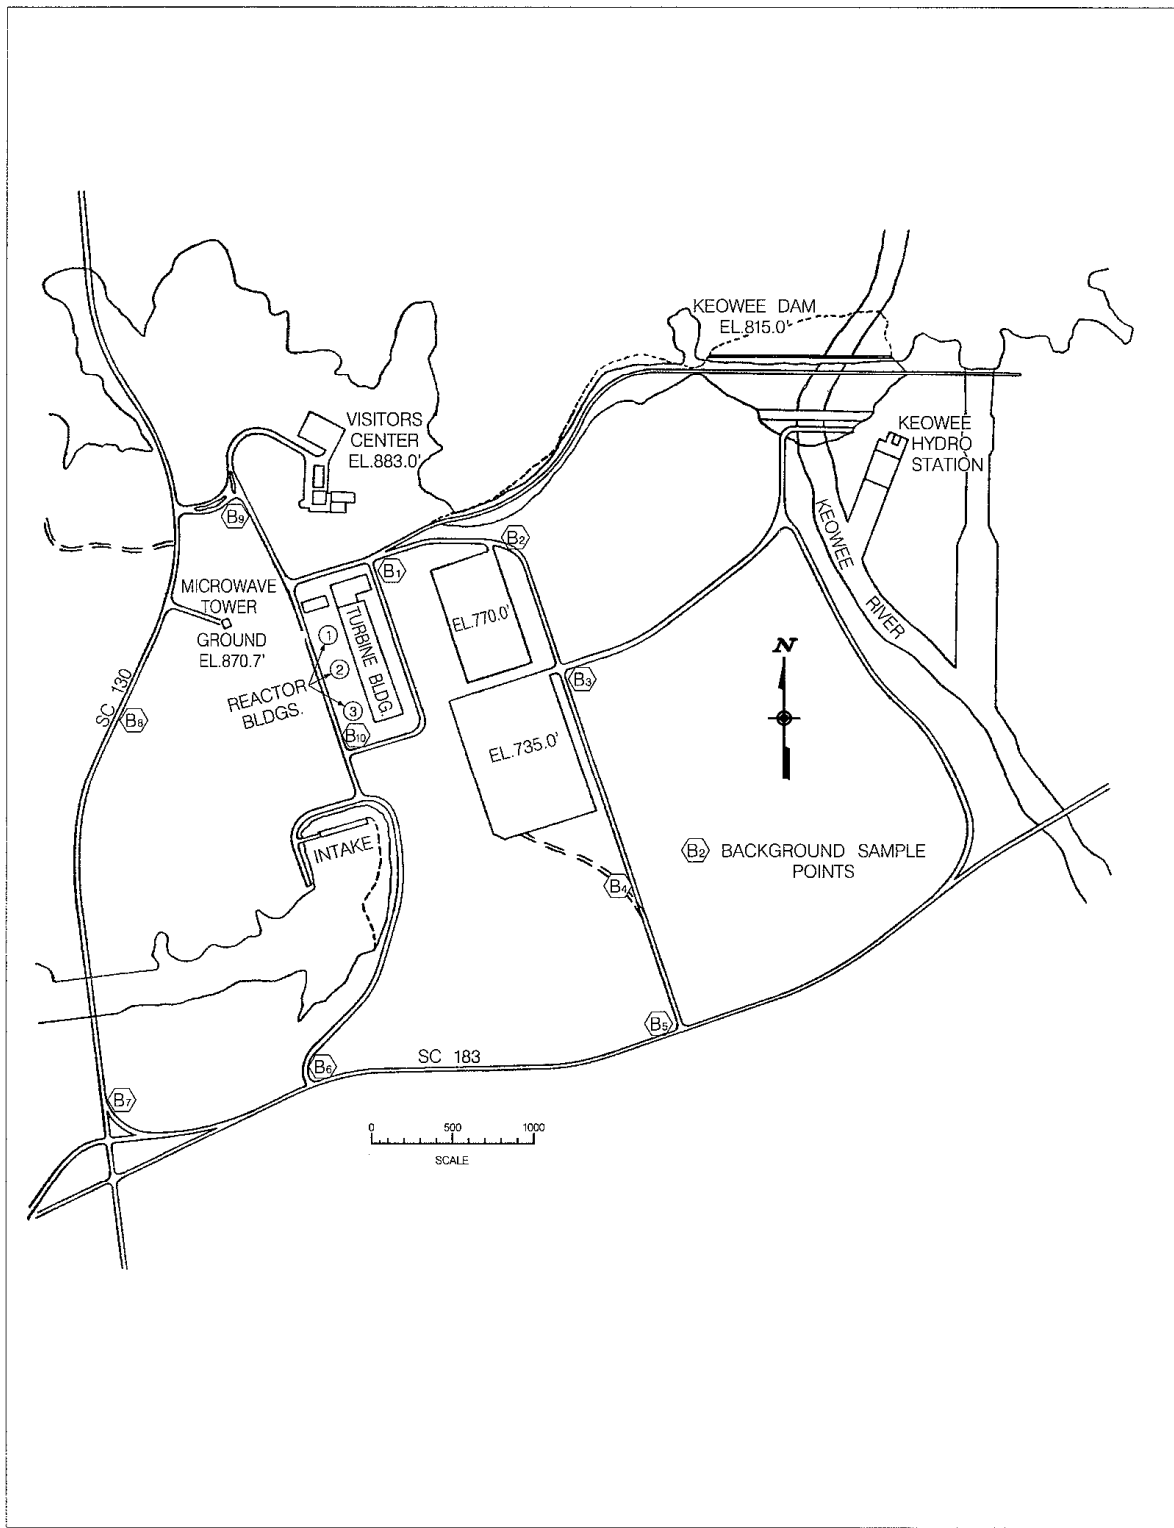 KEOWEE DAM
EL.815.0'
VISITORS
CENTER
EL.883.0'
KEOWEE
HYDRO
STATION
B9
B2
KEOWEE
B1
MICROWAVE
TOWER
GROUND
EL.870.7'
EL.770.0'
TURBINE BLDG.
RIVER
1
2
3
N
B3
SC 130
REACTOR
BLDGS.
B8
B10
EL.735.0'
INTAKE
B2 BACKGROUND SAMPLE
POINTS
B4
B5
SC 183
B6
B7
0 500 1000
SCALE